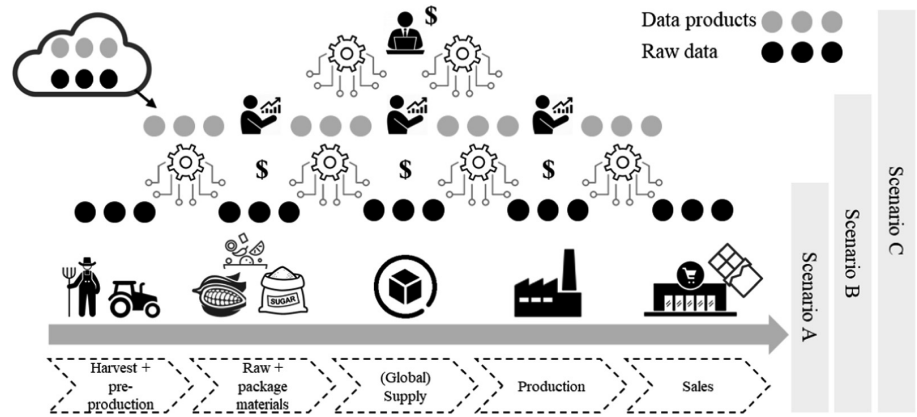 $
Data products
Raw data
$
$
$
SUGAR
Scenario A
Scenario B
Scenario C
Harvest +
pre-
production
Raw +
package
materials
(Global)
Supply
Production
Sales